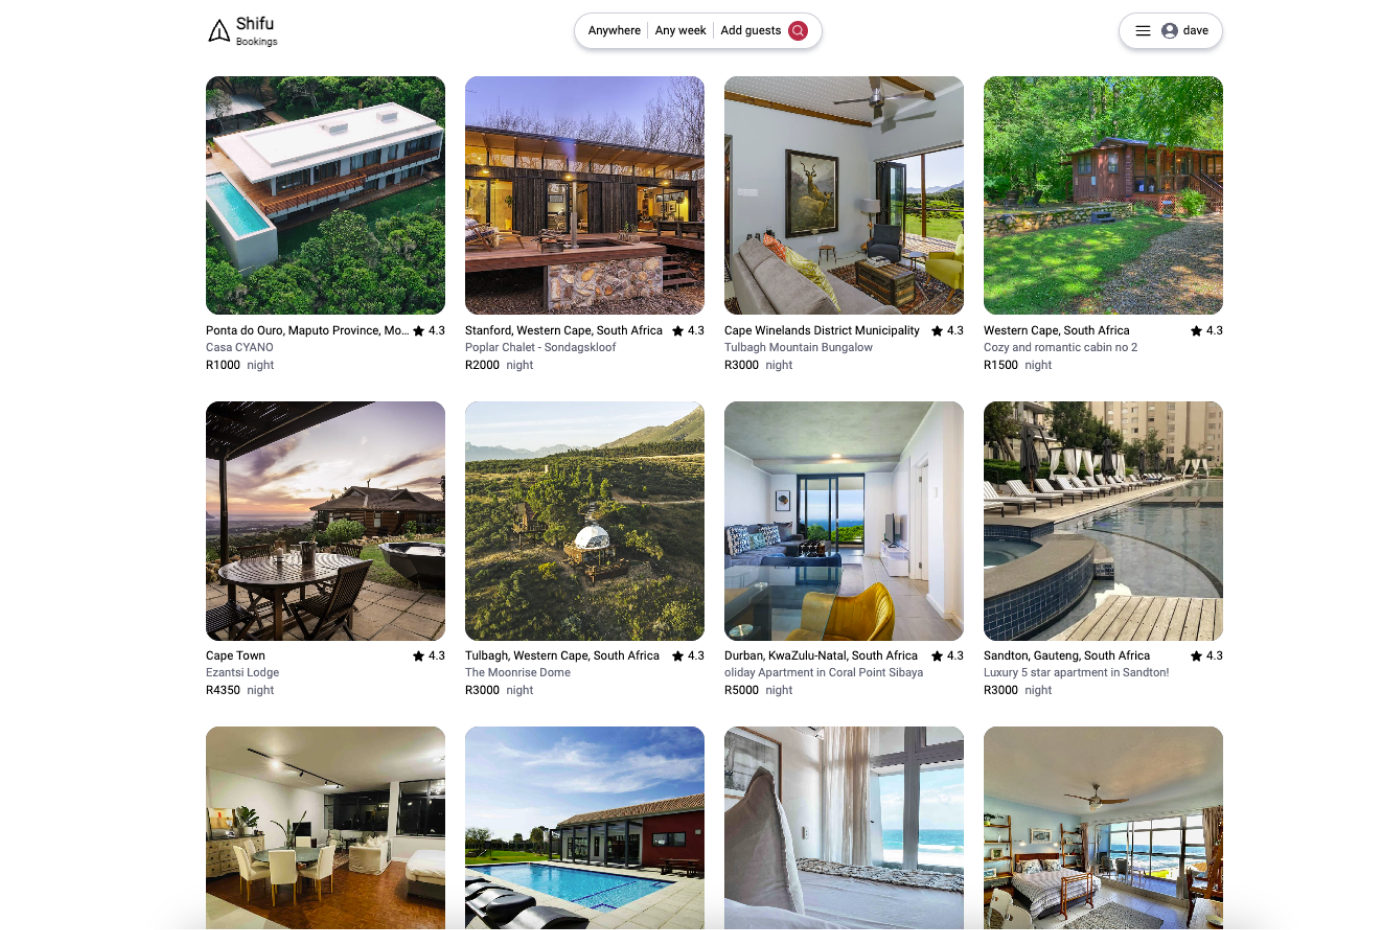 Shifu
Bookings
Anywhere Any week Add guests
dave
Ponta do Ouro, Maputo Province, Mo... 4.3
Casa CYANO
R1000 night
Stanford, Western Cape, South Africa 4.3
Poplar Chalet - Sondagskloof
R2000 night
Cape Winelands District Municipality 4.3
Tulbagh Mountain Bungalow
R3000 night
Western Cape, South Africa 4.3
Cozy and romantic cabin no 2
R1500 night
Cape Town 4.3
Ezantsi Lodge
R4350 night
Tulbagh, Western Cape, South Africa 4.3
The Moonrise Dome
R3000 night
Durban, KwaZulu-Natal, South Africa 4.3
oliday Apartment in Coral Point Sibaya
R5000 night
Sandton, Gauteng, South Africa 4.3
Luxury 5 star apartment in Sandton!
R3000 night